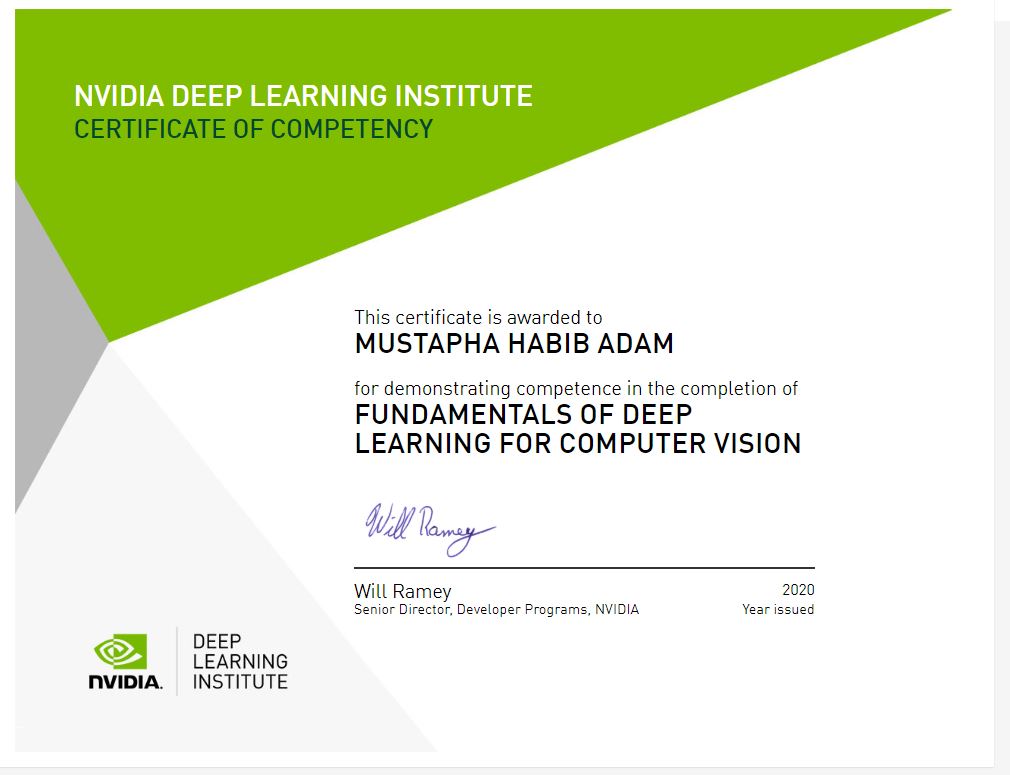 NVIDIA DEEP LEARNING INSTITUTE
CERTIFICATE OF COMPETENCY
This certificate is awarded to
MUSTAPHA HABIB ADAM
for demonstrating competence in the completion of
FUNDAMENTALS OF DEEP
LEARNING FOR COMPUTER VISION
Will Ramey
Will Ramey
2020
Senior Director, Developer Programs, NVIDIA
Year issued
NVIDIA.
DEEP
LEARNING
INSTITUTE